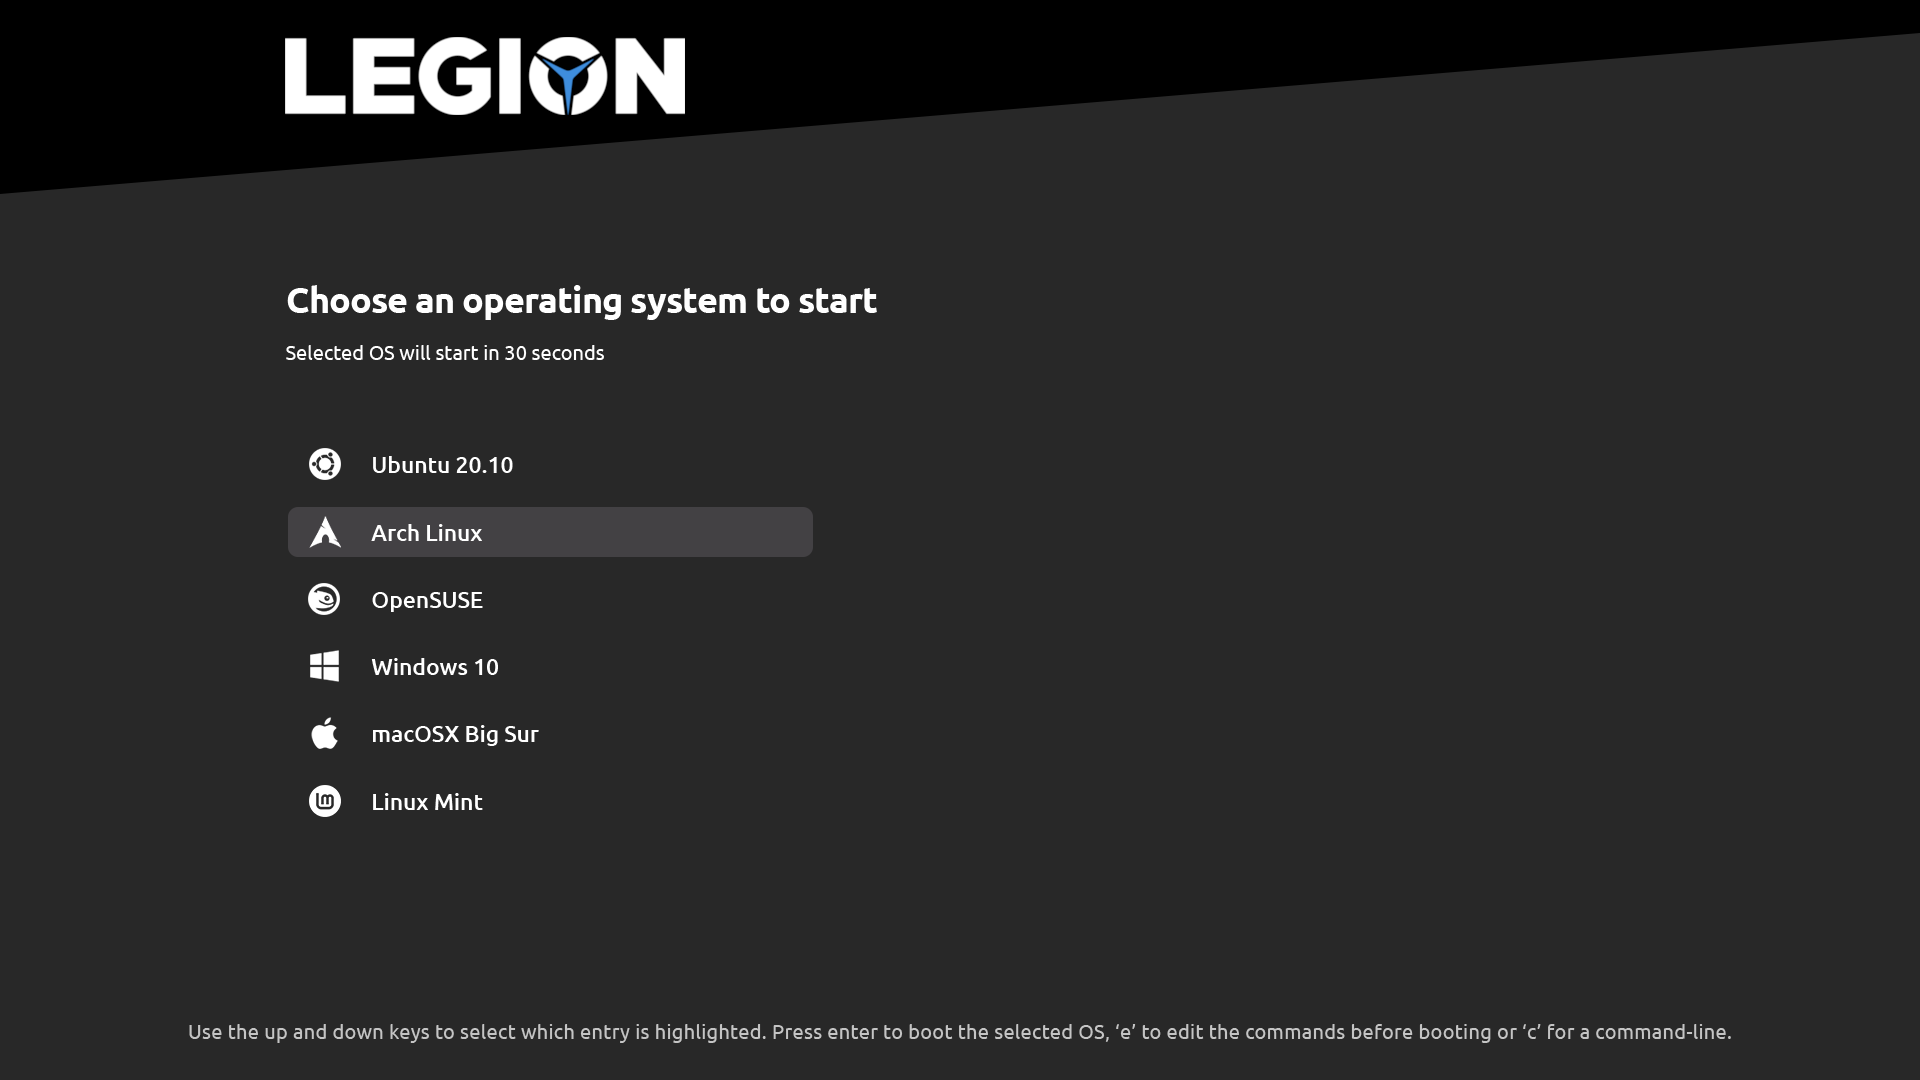 LEGION
Choose an operating system to start
Selected OS will start in 30 seconds
Ubuntu 20.10
Arch Linux
OpenSUSE
Windows 10
macOSX Big Sur
Linux Mint
Use the up and down keys to select which entry is highlighted. Press enter to boot the selected OS, ‘e’ to edit the commands before booting or ‘c’ for a command-line.